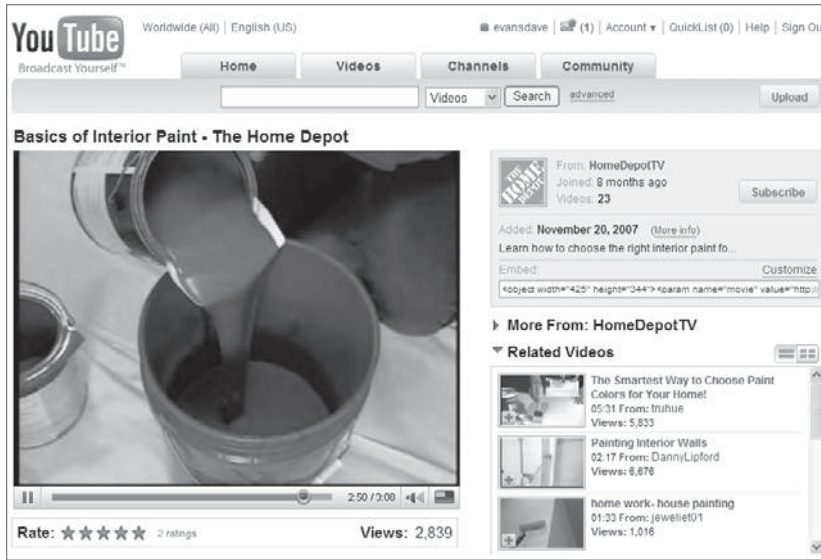 You Tube
Broadcast Yourself™
Worldwide (All) | English (US)
evansdave | (1) | Account ▾ | QuickList (0) | Help | Sign Ou
Home Videos Channels Community
Videos Search advanced Upload
Basics of Interior Paint - The Home Depot
THE HOME DEPOT
From: HomeDepotTV
Joined: 8 months ago
Videos: 23
Subscribe
Added: November 20, 2007 (More info)
Learn how to choose the right interior paint fo...
Embed: Customize
<object width="425" height="344"><param name="movie" value="http:
More From: HomeDepotTV
Related Videos
The Smartest Way to Choose Paint
Colors for Your Home!
05:31 From: truhue
Views: 5,833
Painting Interior Walls
02:17 From: DannyLipford
Views: 6,676
home work- house painting
01:33 From: jeweliet01
Views: 1,016
2:50 / 3:08
Rate: 2 ratings Views: 2,839